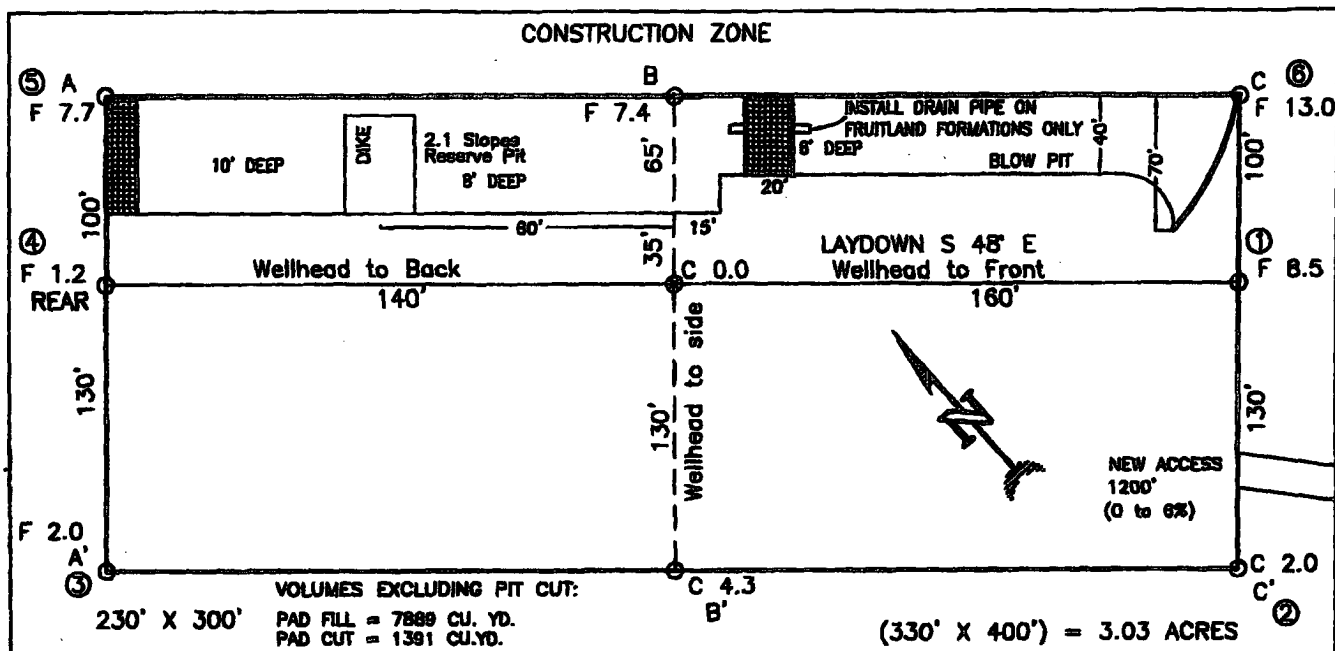 CONSTRUCTION ZONE
⑤ A
B
C ⑥
F 7.7
F 7.4
F 13.0
INSTALL DRAIN PIPE ON
FRUITLAND FORMATIONS ONLY
DIKE
2.1 Slopes
Reserve Pit
10' DEEP
8' DEEP
65'
6' DEEP
40'
BLOW PIT
70'
100'
100'
20'
60'
15'
35'
④
F 1.2
REAR
Wellhead to Back
140'
C 0.0
LAYDOWN S 48° E
Wellhead to Front
160'
①
F 8.5
130'
130'
Wellhead to side
N
130'
NEW ACCESS
1200'
(0 to 6%)
F 2.0
A'
③
C 4.3
B'
C 2.0
C'
②
VOLUMES EXCLUDING PIT CUT:
230' X 300'
PAD FILL = 7889 CU. YD.
PAD CUT = 1391 CU.YD.
(330' X 400') = 3.03 ACRES